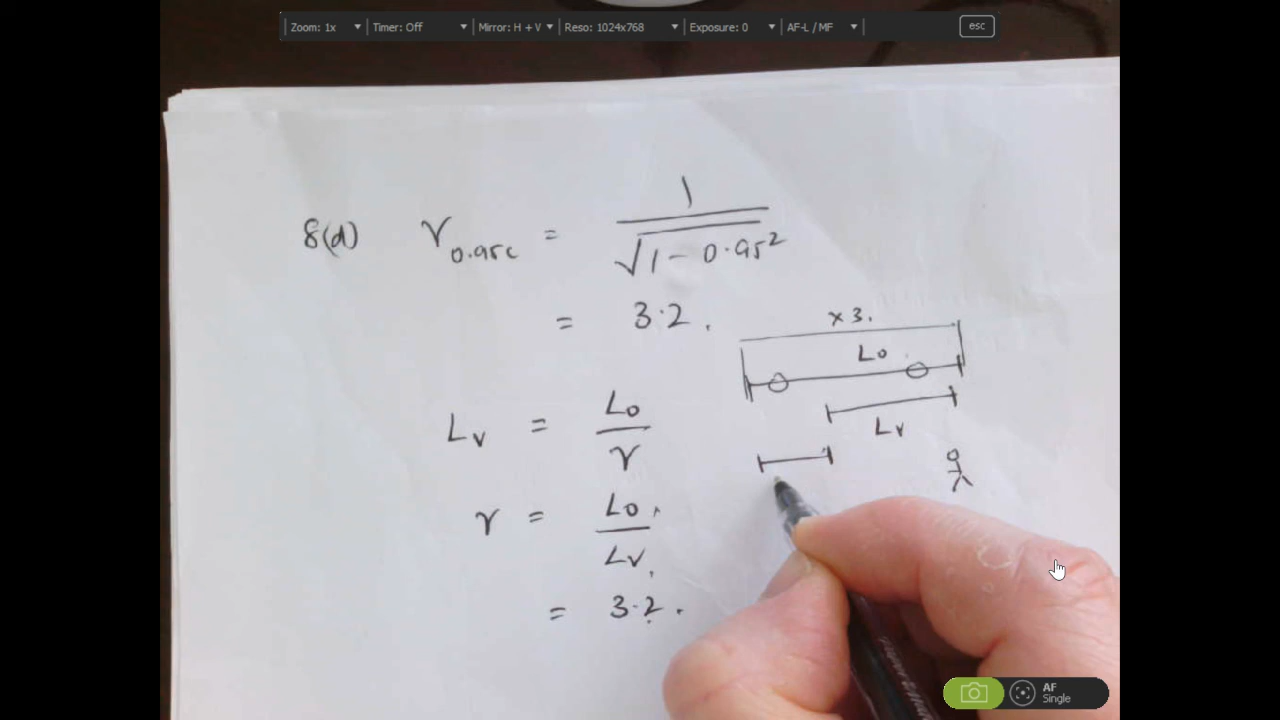 Zoom: 1x Timer: Off Mirror: H + V Reso: 1024x768 Exposure: 0 AF-L / MF esc
8(d) γ0.95c = 1 / √1 - 0.95²
= 3.2.
x 3.
L0
Lv = L0 / γ
Lv
γ = L0 / Lv
= 3.2.
AF
Single